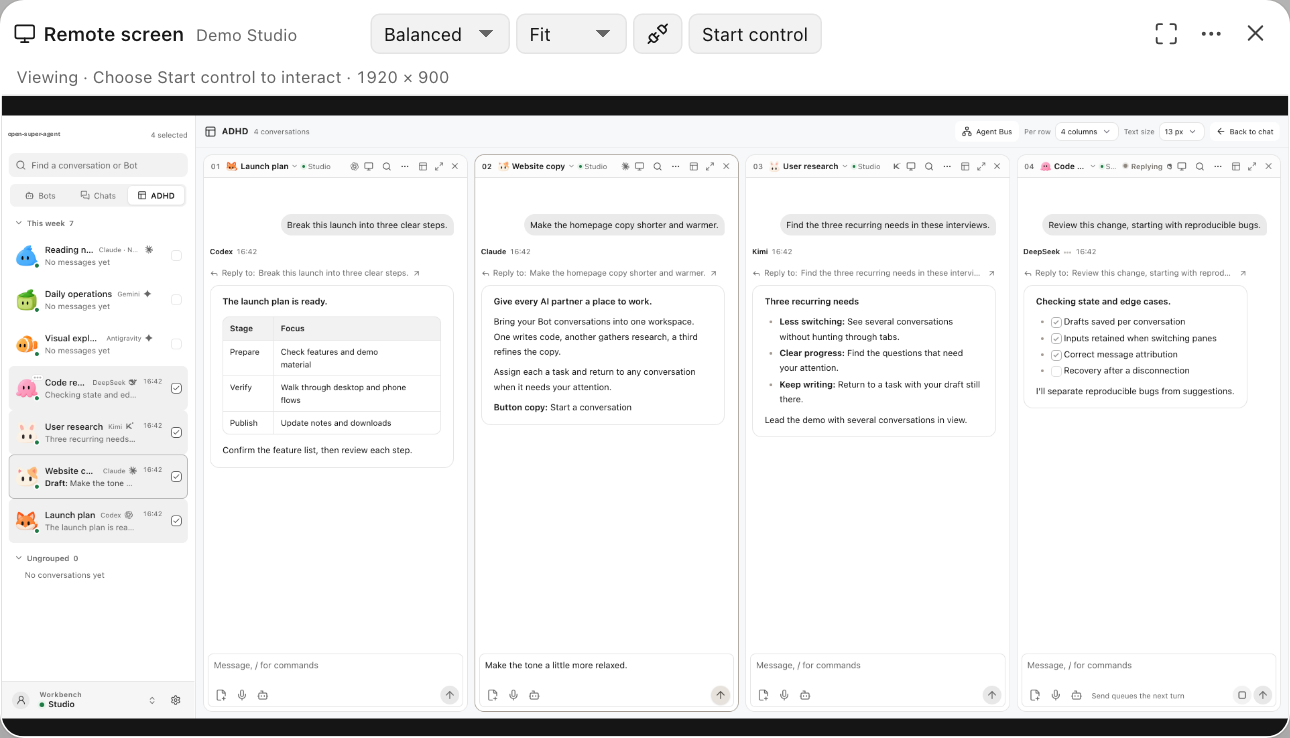 Remote screen Demo Studio Balanced Fit Start control
Viewing · Choose Start control to interact · 1920 × 900
open-super-agent 4 selected
Find a conversation or Bot
Bots Chats ADHD
This week 7
Reading n... Claude · N...
No messages yet
Daily operations Gemini
No messages yet
Visual expl... Antigravity
No messages yet
Code re... DeepSeek 16:42
Checking state and ed...
User research Kimi 16:42
Three recurring needs...
Website c... Claude 16:42
Draft: Make the tone ...
Launch plan Codex 16:42
The launch plan is rea...
Ungrouped 0
No conversations yet
Workbench
Studio
ADHD 4 conversations Agent Bus Per row 4 columns Text size 13 px Back to chat
01 Launch plan Studio
Break this launch into three clear steps.
Codex 16:42
Reply to: Break this launch into three clear steps.
The launch plan is ready.
Stage Focus
Prepare Check features and demo
material
Verify Walk through desktop and phone
flows
Publish Update notes and downloads
Confirm the feature list, then review each step.
Message, / for commands
02 Website copy Studio
Make the homepage copy shorter and warmer.
Claude 16:42
Reply to: Make the homepage copy shorter and warmer.
Give every AI partner a place to work.
Bring your Bot conversations into one workspace.
One writes code, another gathers research, a third
refines the copy.
Assign each a task and return to any conversation
when it needs your attention.
Button copy: Start a conversation
Make the tone a little more relaxed.
03 User research Studio
Find the three recurring needs in these interviews.
Kimi 16:42
Reply to: Find the three recurring needs in these intervi...
Three recurring needs
• Less switching: See several conversations
without hunting through tabs.
• Clear progress: Find the questions that need
your attention.
• Keep writing: Return to a task with your draft still
there.
Lead the demo with several conversations in view.
Message, / for commands
04 Code ... S... Replying
Review this change, starting with reproducible bugs.
DeepSeek 16:42
Reply to: Review this change, starting with reprod...
Checking state and edge cases.
• Drafts saved per conversation
• Inputs retained when switching panes
• Correct message attribution
• Recovery after a disconnection
I'll separate reproducible bugs from suggestions.
Message, / for commands
Send queues the next turn